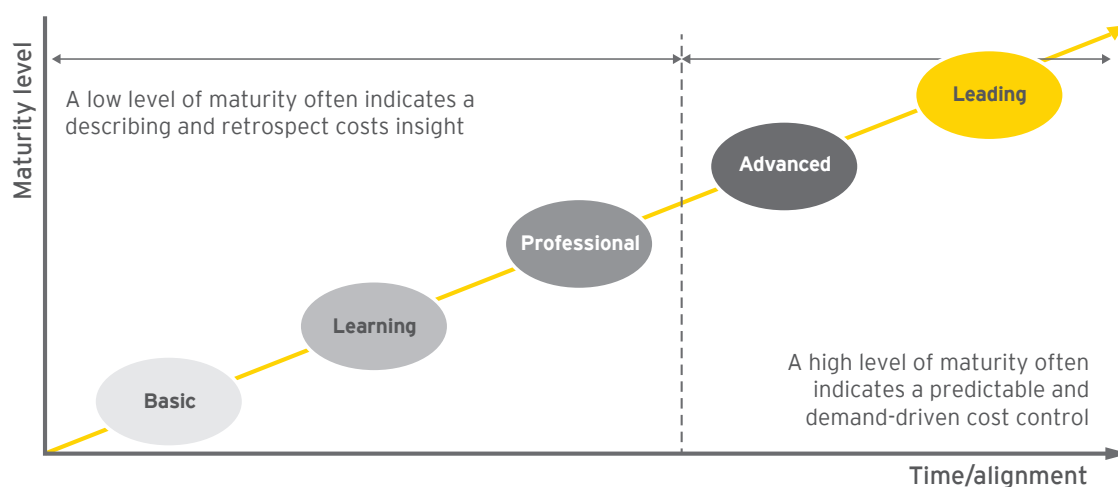 Maturity level
A low level of maturity often indicates a
describing and retrospect costs insight
Leading
Advanced
Professional
Learning
Basic
A high level of maturity often
indicates a predictable and
demand-driven cost control
Time/alignment